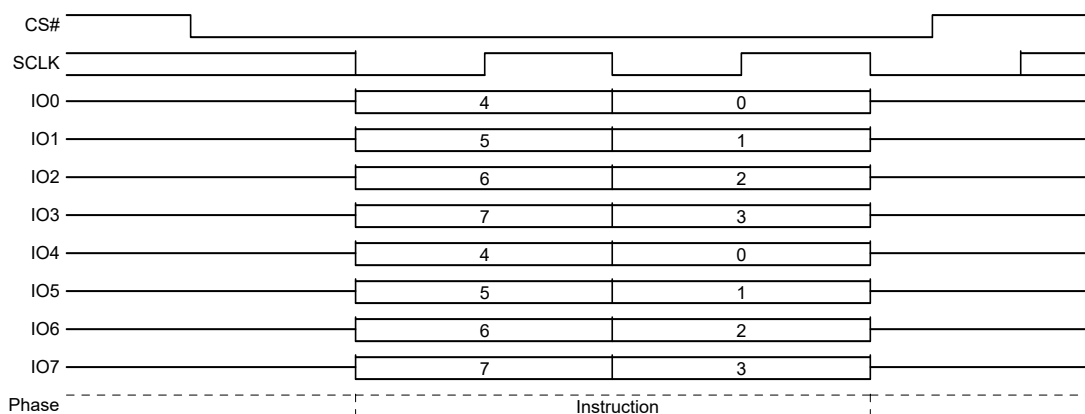 CS#
SCLK
IO0 4 0
IO1 5 1
IO2 6 2
IO3 7 3
IO4 4 0
IO5 5 1
IO6 6 2
IO7 7 3
Phase Instruction